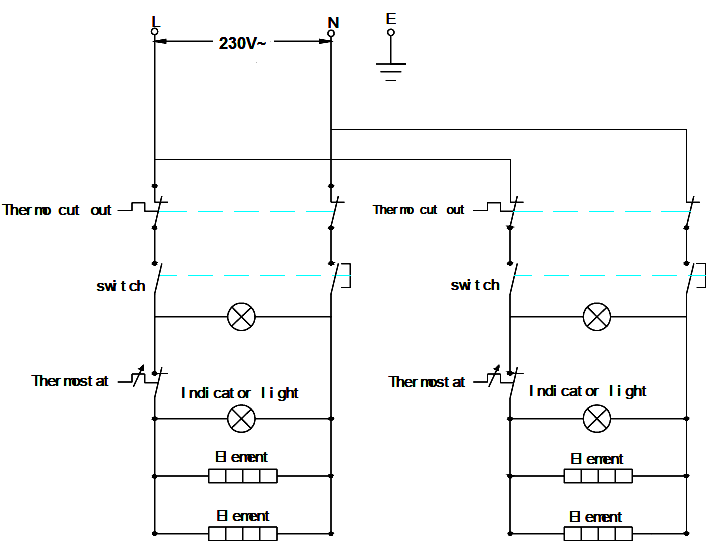 L N E
230V~
Thermo cut out Thermo cut out
switch switch
Thermostat Thermostat
Indicator light Indicator light
Element Element
Element Element